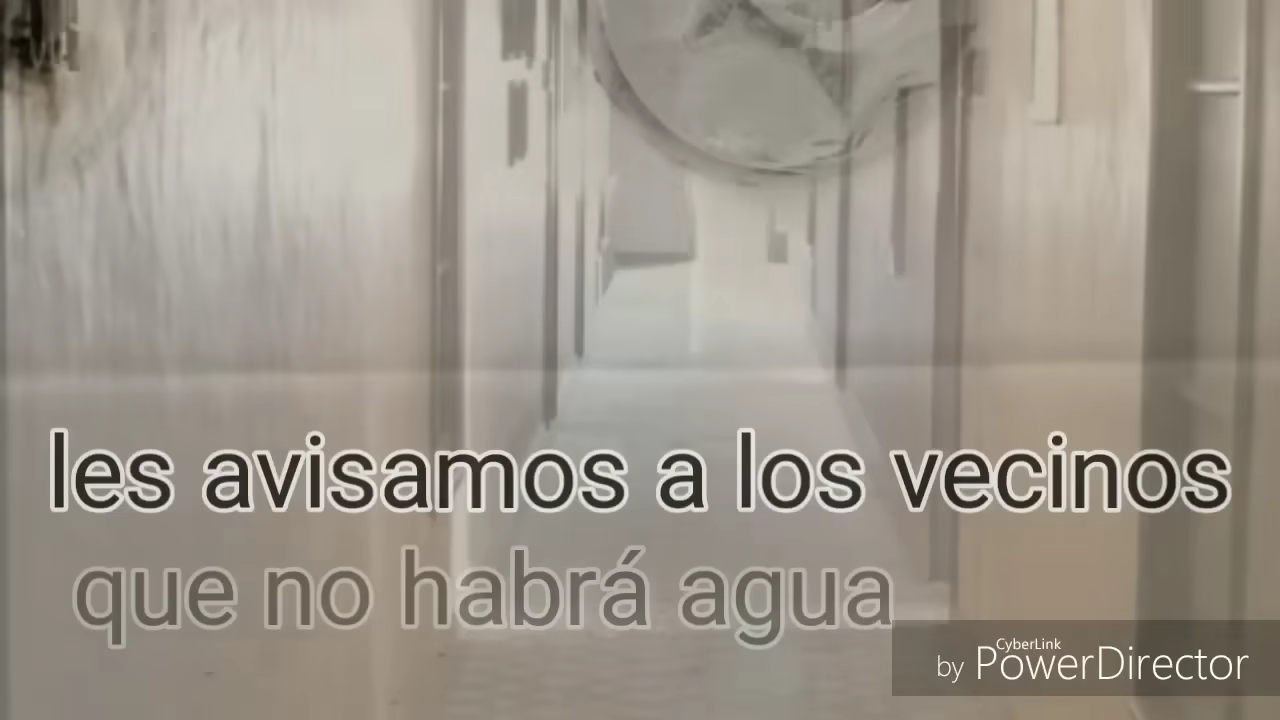 les avisamos a los vecinos
que no habrá agua
CyberLink
by PowerDirector